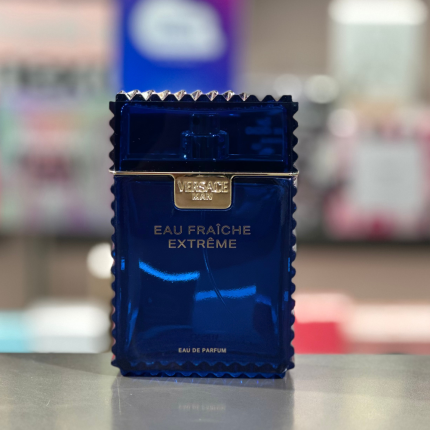 VERSACE
MAN
EAU FRAÎCHE
EXTRÊME
EAU DE PARFUM